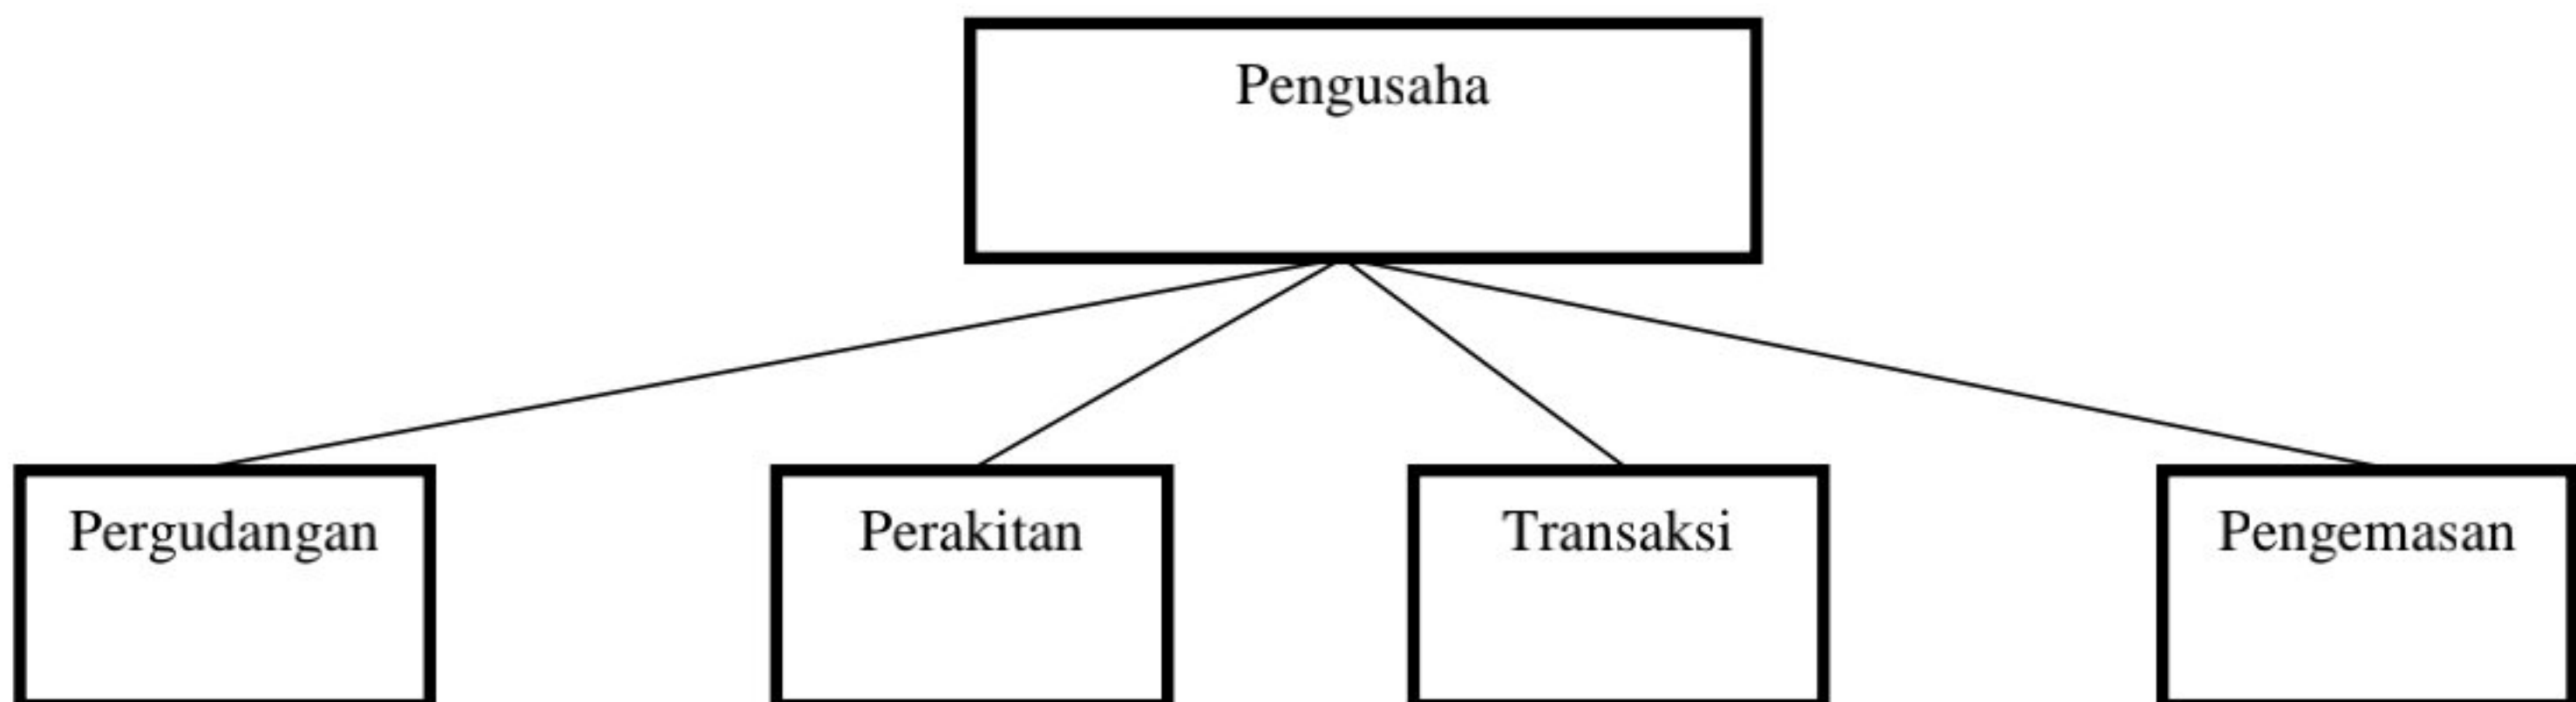 Pengusaha
Pergudangan
Perakitan
Transaksi
Pengemasan